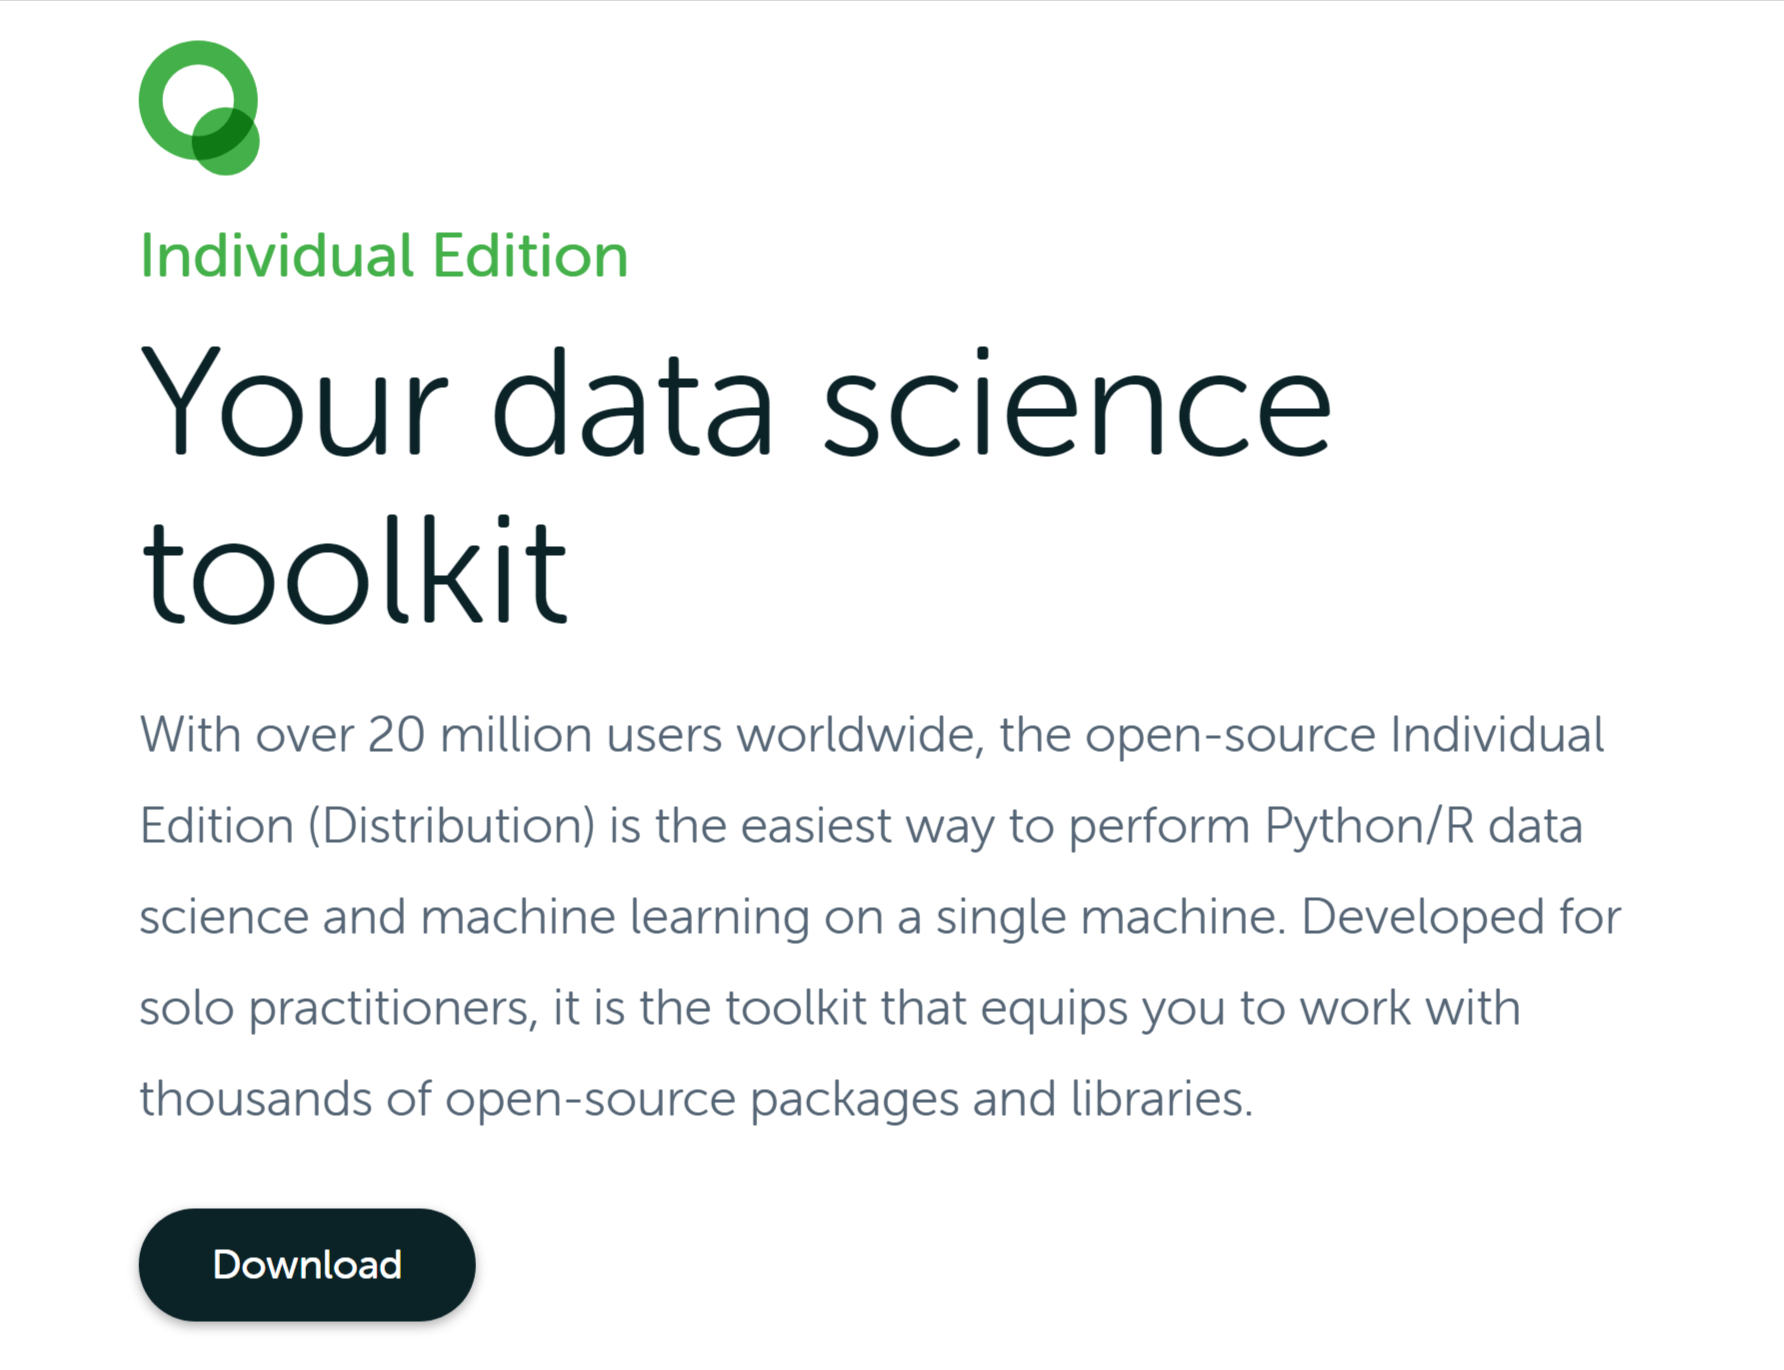 Individual Edition
Your data science
toolkit
With over 20 million users worldwide, the open-source Individual
Edition (Distribution) is the easiest way to perform Python/R data
science and machine learning on a single machine. Developed for
solo practitioners, it is the toolkit that equips you to work with
thousands of open-source packages and libraries.
Download